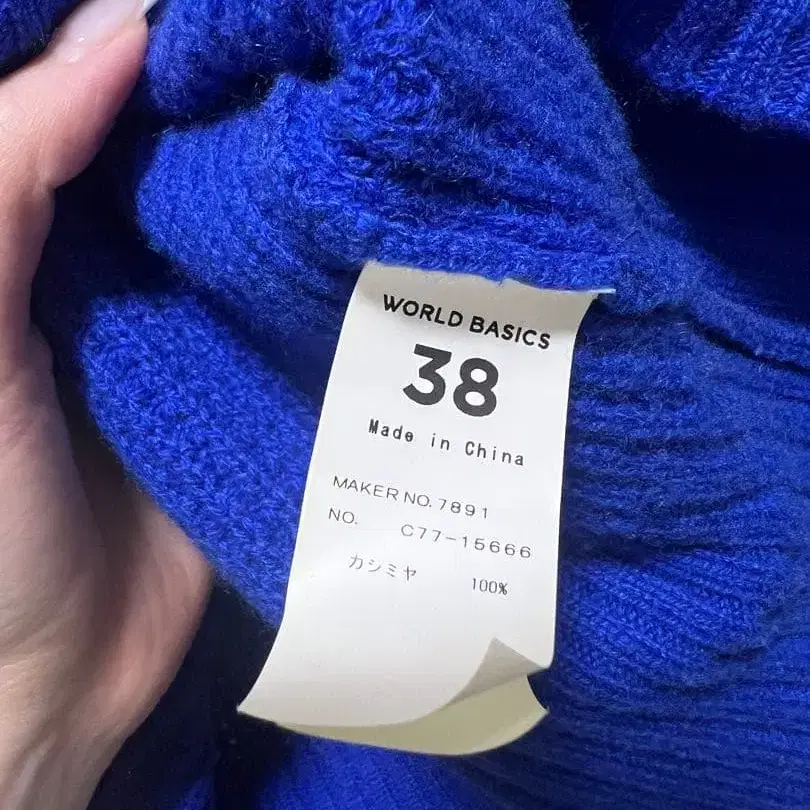 WORLD BASICS
38
Made in China
MAKER NO. 7891
NO. C77-15666
カシミヤ 100%